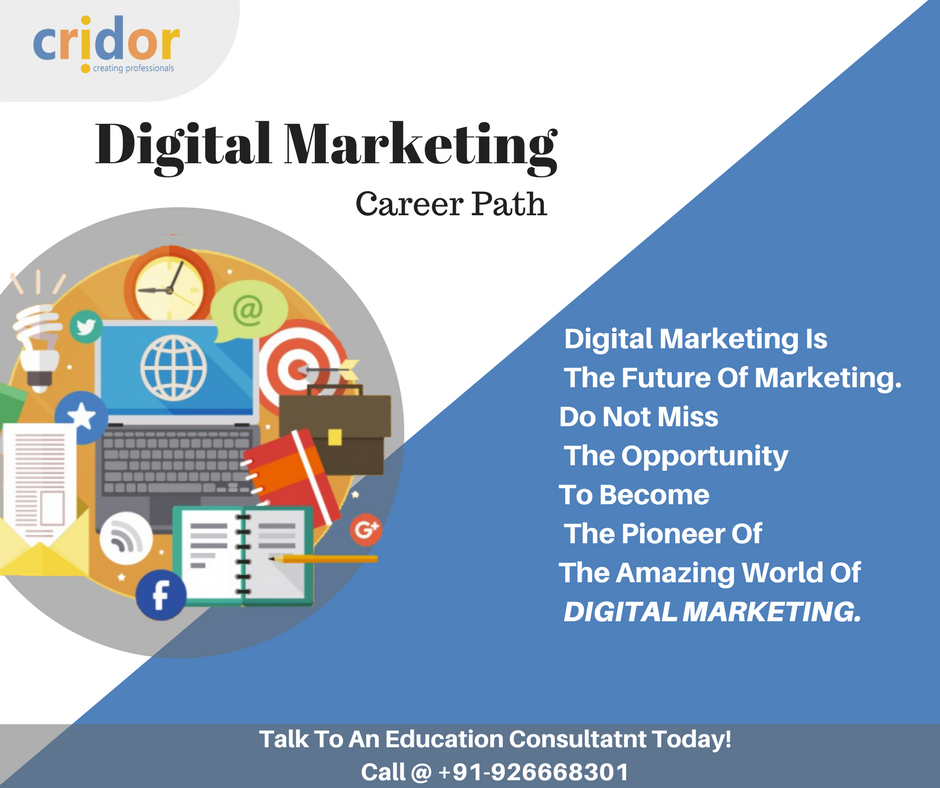 cridor
creating professionals
Digital Marketing
Career Path
@
G+
f
Digital Marketing Is
The Future Of Marketing.
Do Not Miss
The Opportunity
To Become
The Pioneer Of
The Amazing World Of
DIGITAL MARKETING.
Talk To An Education Consultatnt Today!
Call @ +91-926668301